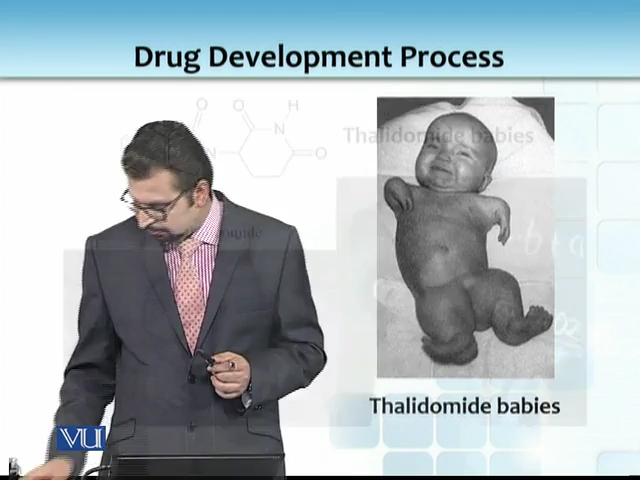 Drug Development Process
O
O
H
N
N
O
Thalidomide babies
Thalidomide babies
VU